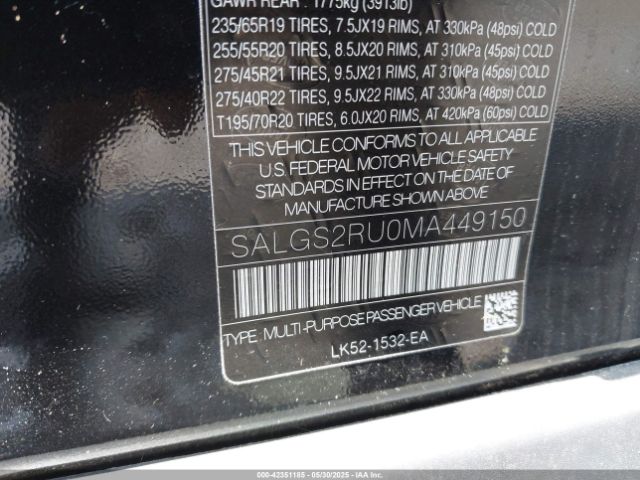 GAWR REAR : 1775kg (3913lb)
235/65R19 TIRES, 7.5JX19 RIMS, AT 330kPa (48psi) COLD
255/55R20 TIRES, 8.5JX20 RIMS, AT 310kPa (45psi) COLD
275/45R21 TIRES, 9.5JX21 RIMS, AT 310kPa (45psi) COLD
275/40R22 TIRES, 9.5JX22 RIMS, AT 330kPa (48psi) COLD
T195/70R20 TIRES, 6.0JX20 RIMS, AT 420kPa (60psi) COLD
THIS VEHICLE CONFORMS TO ALL APPLICABLE
U.S. FEDERAL MOTOR VEHICLE SAFETY
STANDARDS IN EFFECT ON THE DATE OF
MANUFACTURE SHOWN ABOVE
SALGS2RU0MA449150
TYPE: MULTI-PURPOSE PASSENGER VEHICLE
LK52-1532-EA
000-42351185 05/30/2025 IAA Holdings, LLC.